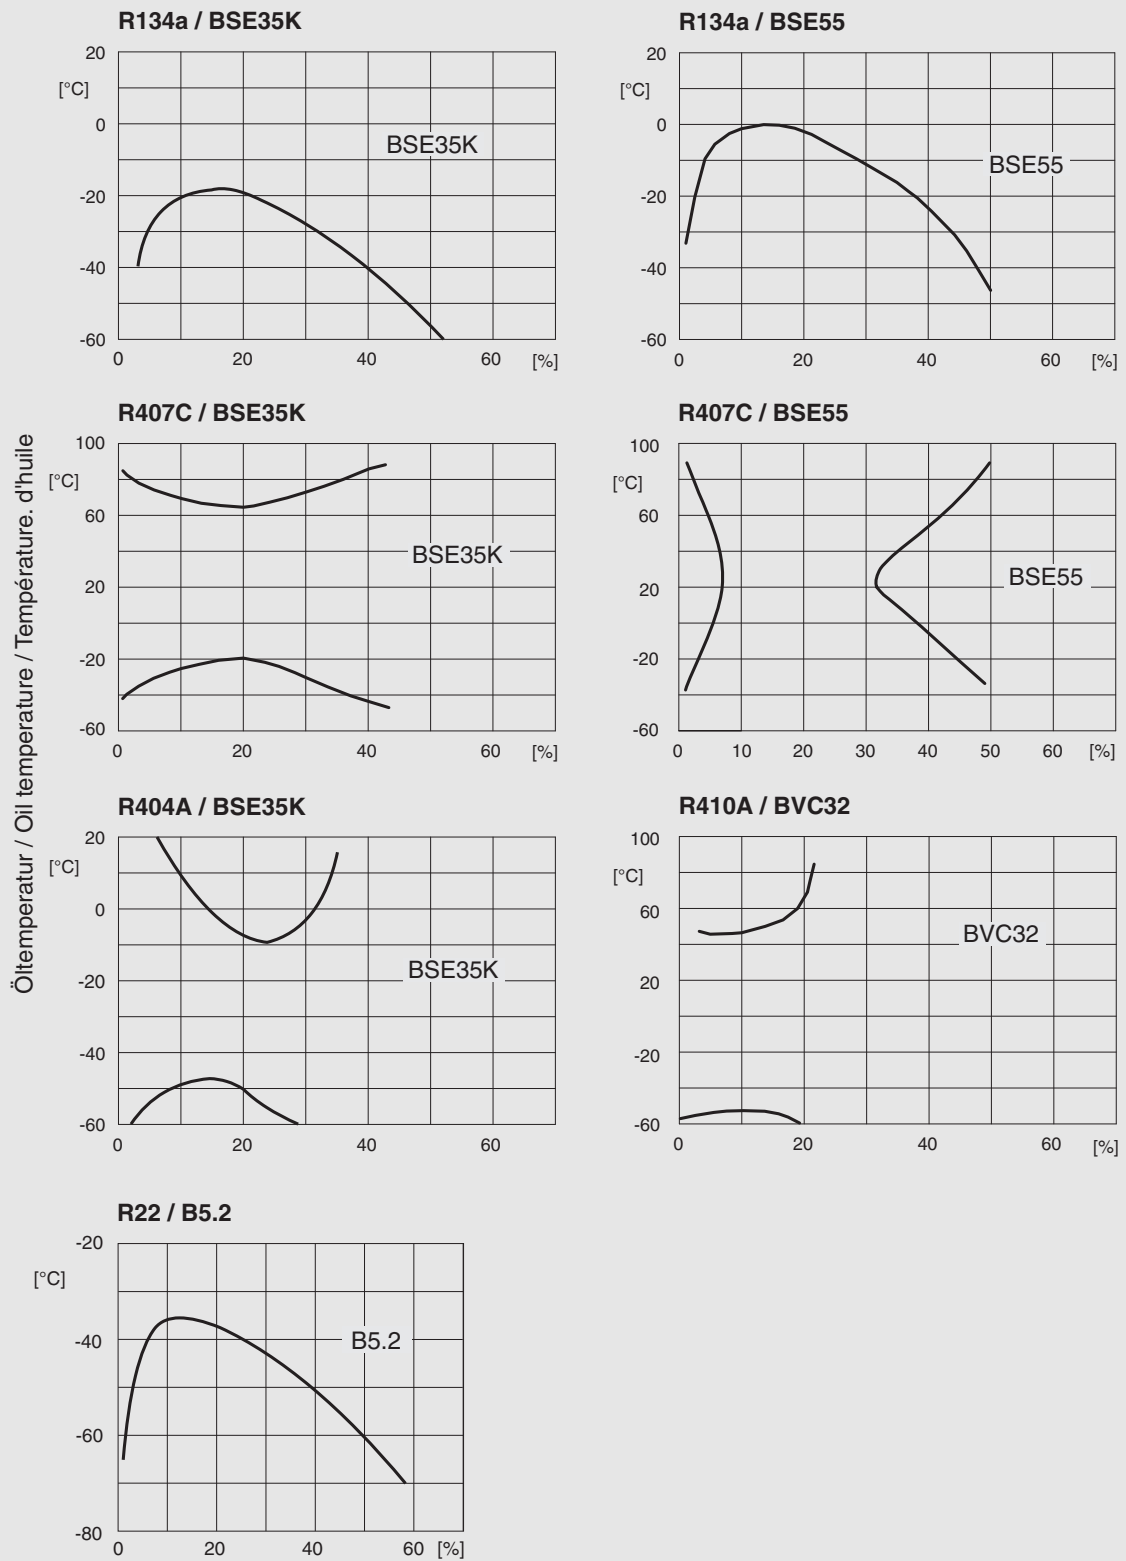 Öltemperatur / Oil temperature / Température. d'huile
R134a / BSE35K
20
[°C]
0
-20
-40
-60
BSE35K
0 20 40 60 [%]
R134a / BSE55
20
[°C]
0
-20
-40
-60
BSE55
0 20 40 60 [%]
R407C / BSE35K
100
[°C]
60
20
-20
-60
BSE35K
0 20 40 60 [%]
R407C / BSE55
100
[°C]
60
20
-20
-60
BSE55
0 10 20 30 40 50 60 [%]
R404A / BSE35K
20
[°C]
0
-20
-40
-60
BSE35K
0 20 40 60 [%]
R410A / BVC32
100
[°C]
60
20
-20
-60
BVC32
0 20 40 60 [%]
R22 / B5.2
-20
[°C]
-40
-60
-80
B5.2
0 20 40 60 [%]